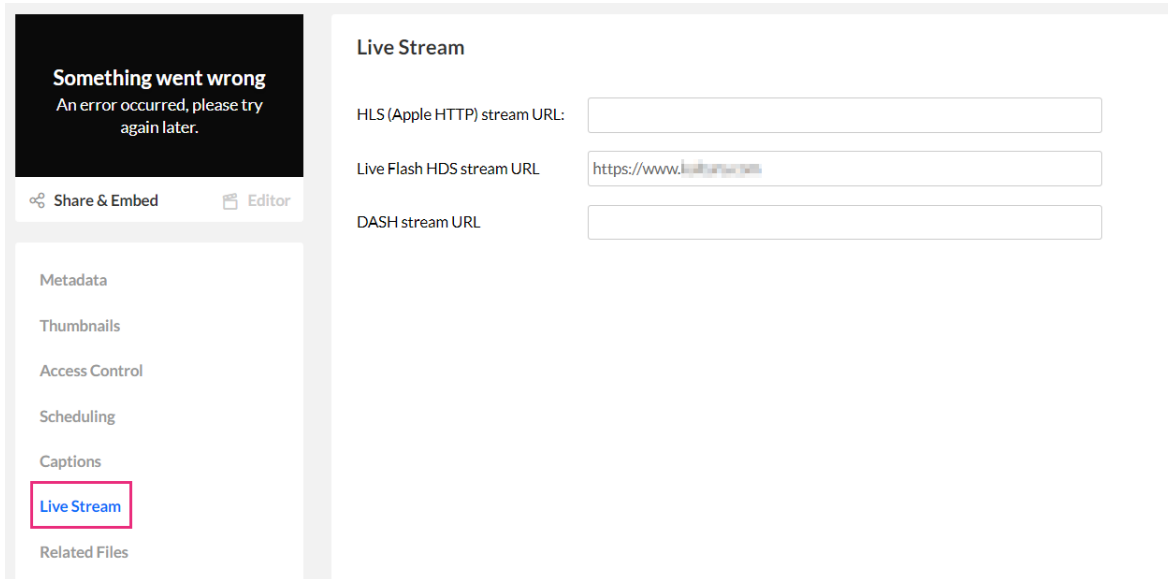 Something went wrong
An error occurred, please try
again later.
Share & Embed
Editor
Metadata
Thumbnails
Access Control
Scheduling
Captions
Live Stream
Related Files
Live Stream
HLS (Apple HTTP) stream URL:
Live Flash HDS stream URL
https://www.
DASH stream URL